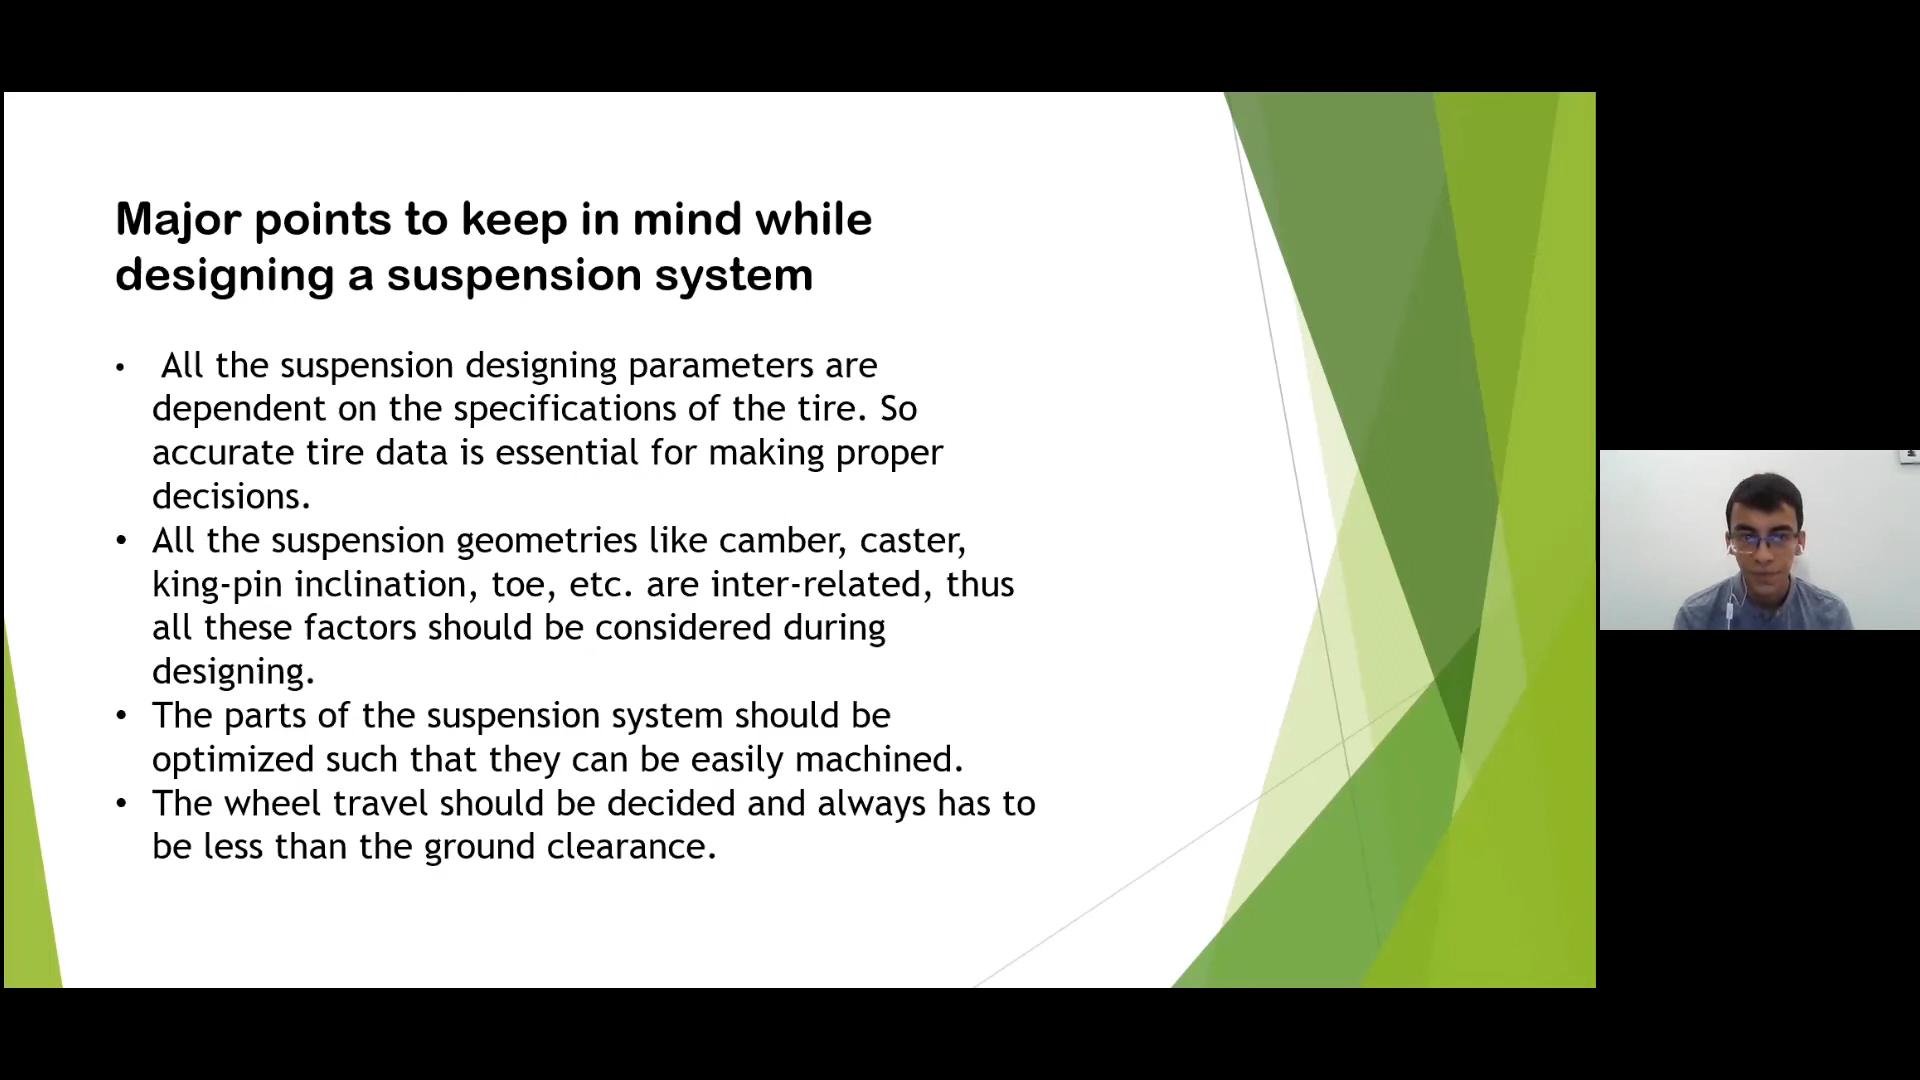 Major points to keep in mind while
designing a suspension system
• All the suspension designing parameters are
dependent on the specifications of the tire. So
accurate tire data is essential for making proper
decisions.
• All the suspension geometries like camber, caster,
king-pin inclination, toe, etc. are inter-related, thus
all these factors should be considered during
designing.
• The parts of the suspension system should be
optimized such that they can be easily machined.
• The wheel travel should be decided and always has to
be less than the ground clearance.